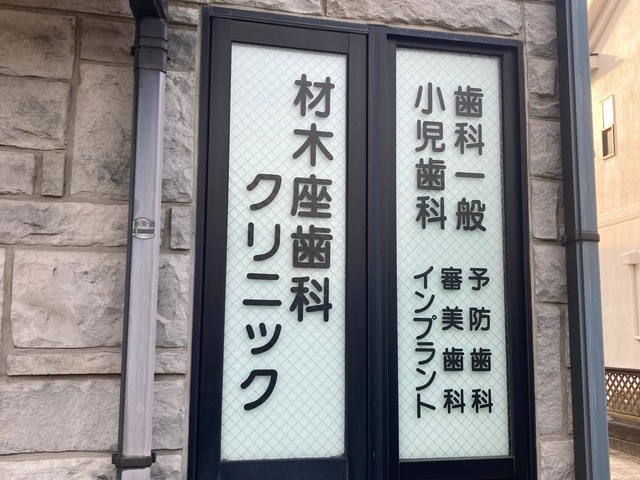 材木座歯科
クリニック
歯科一般
小児歯科
予防歯科
審美歯科
インプラント